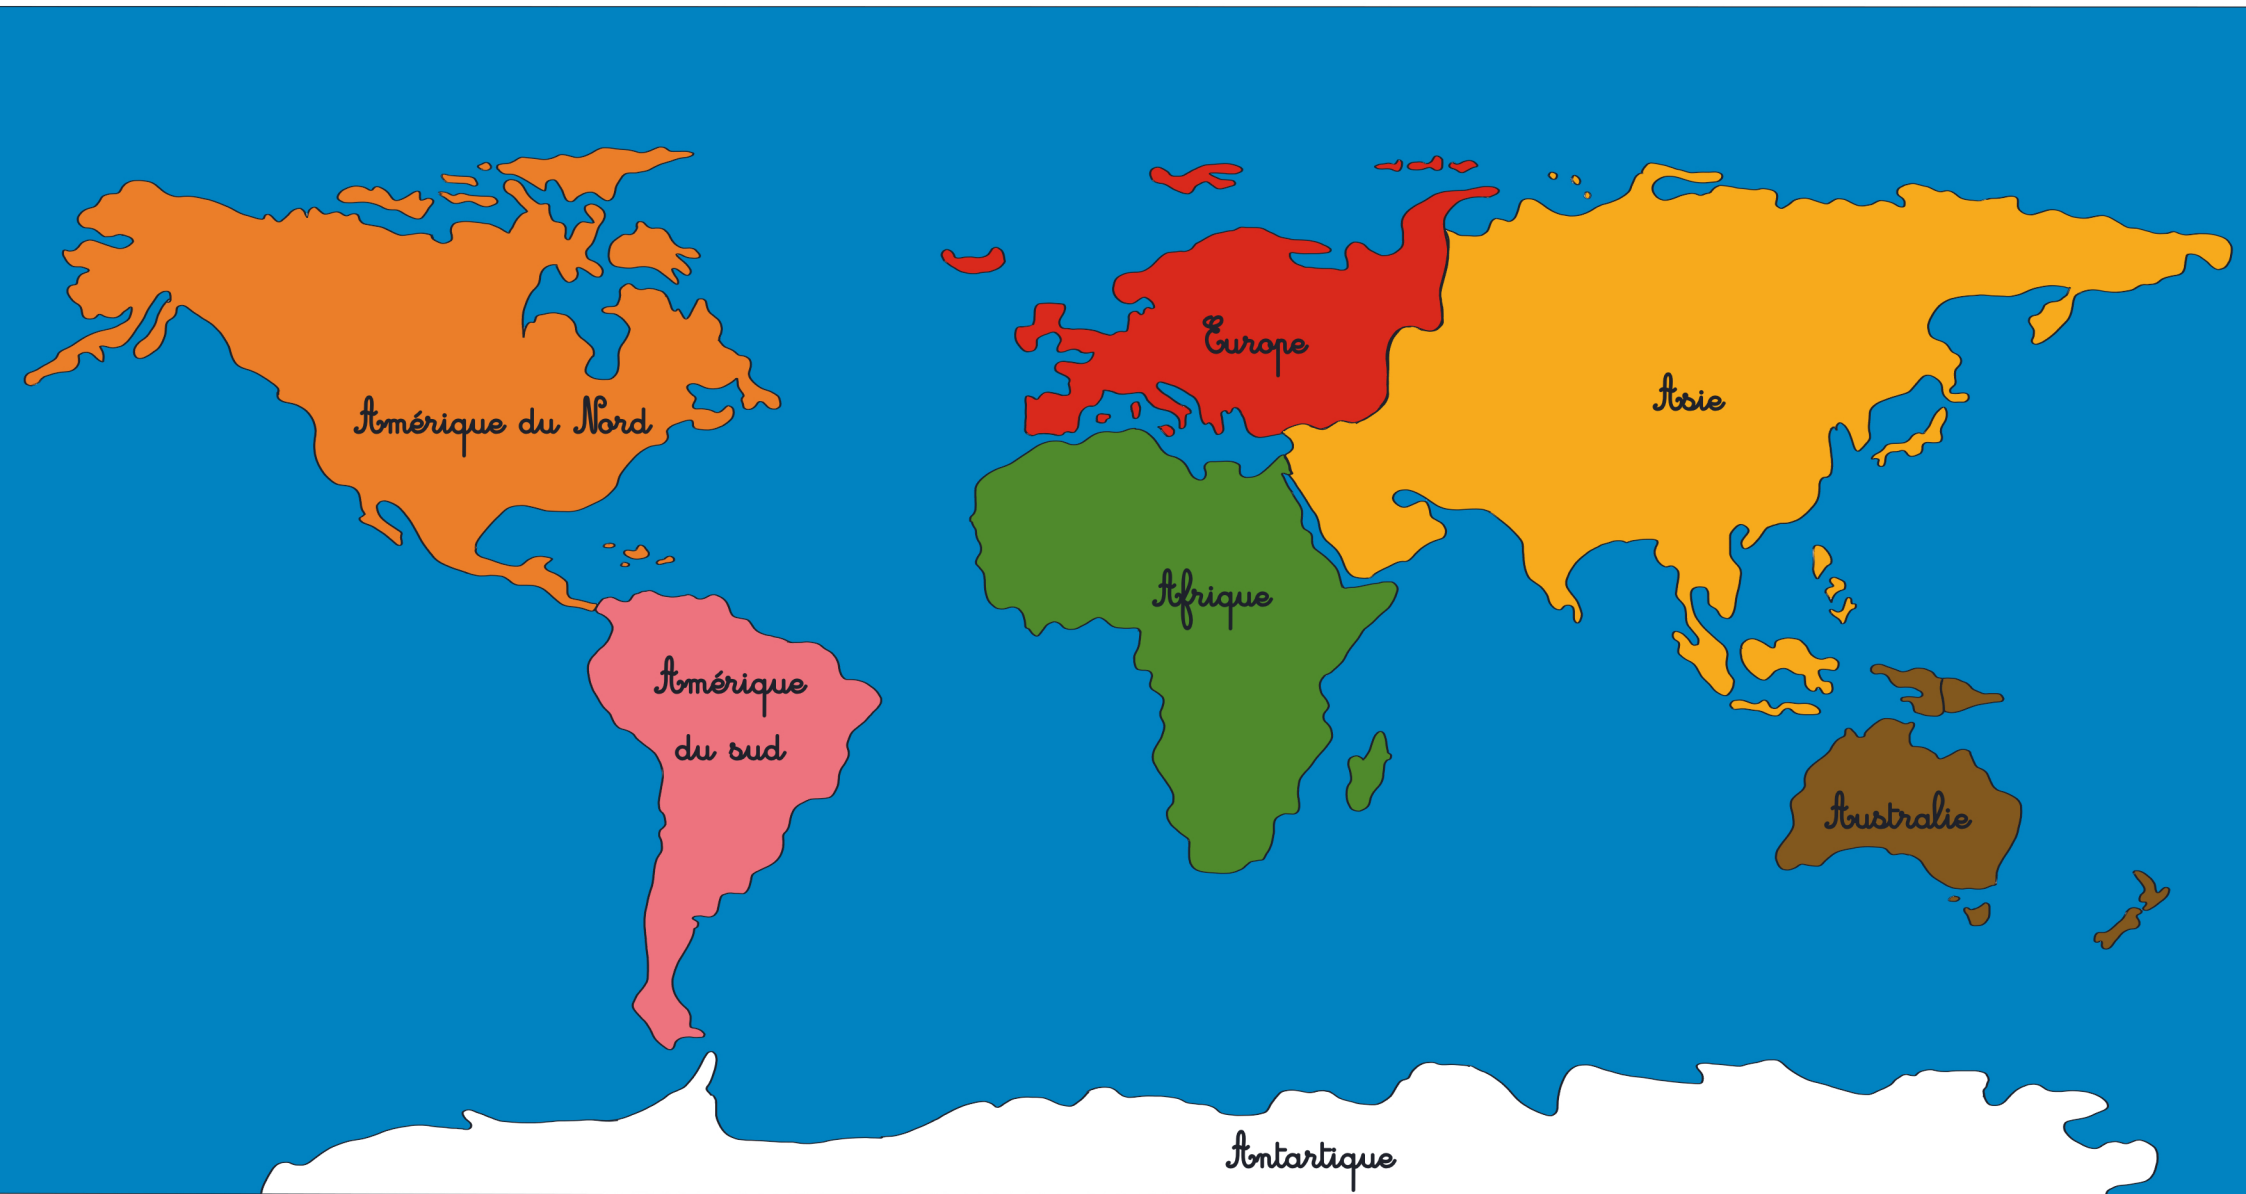 Europe
Asie
Amérique du Nord
Afrique
Amérique
du sud
Australie
Antartique